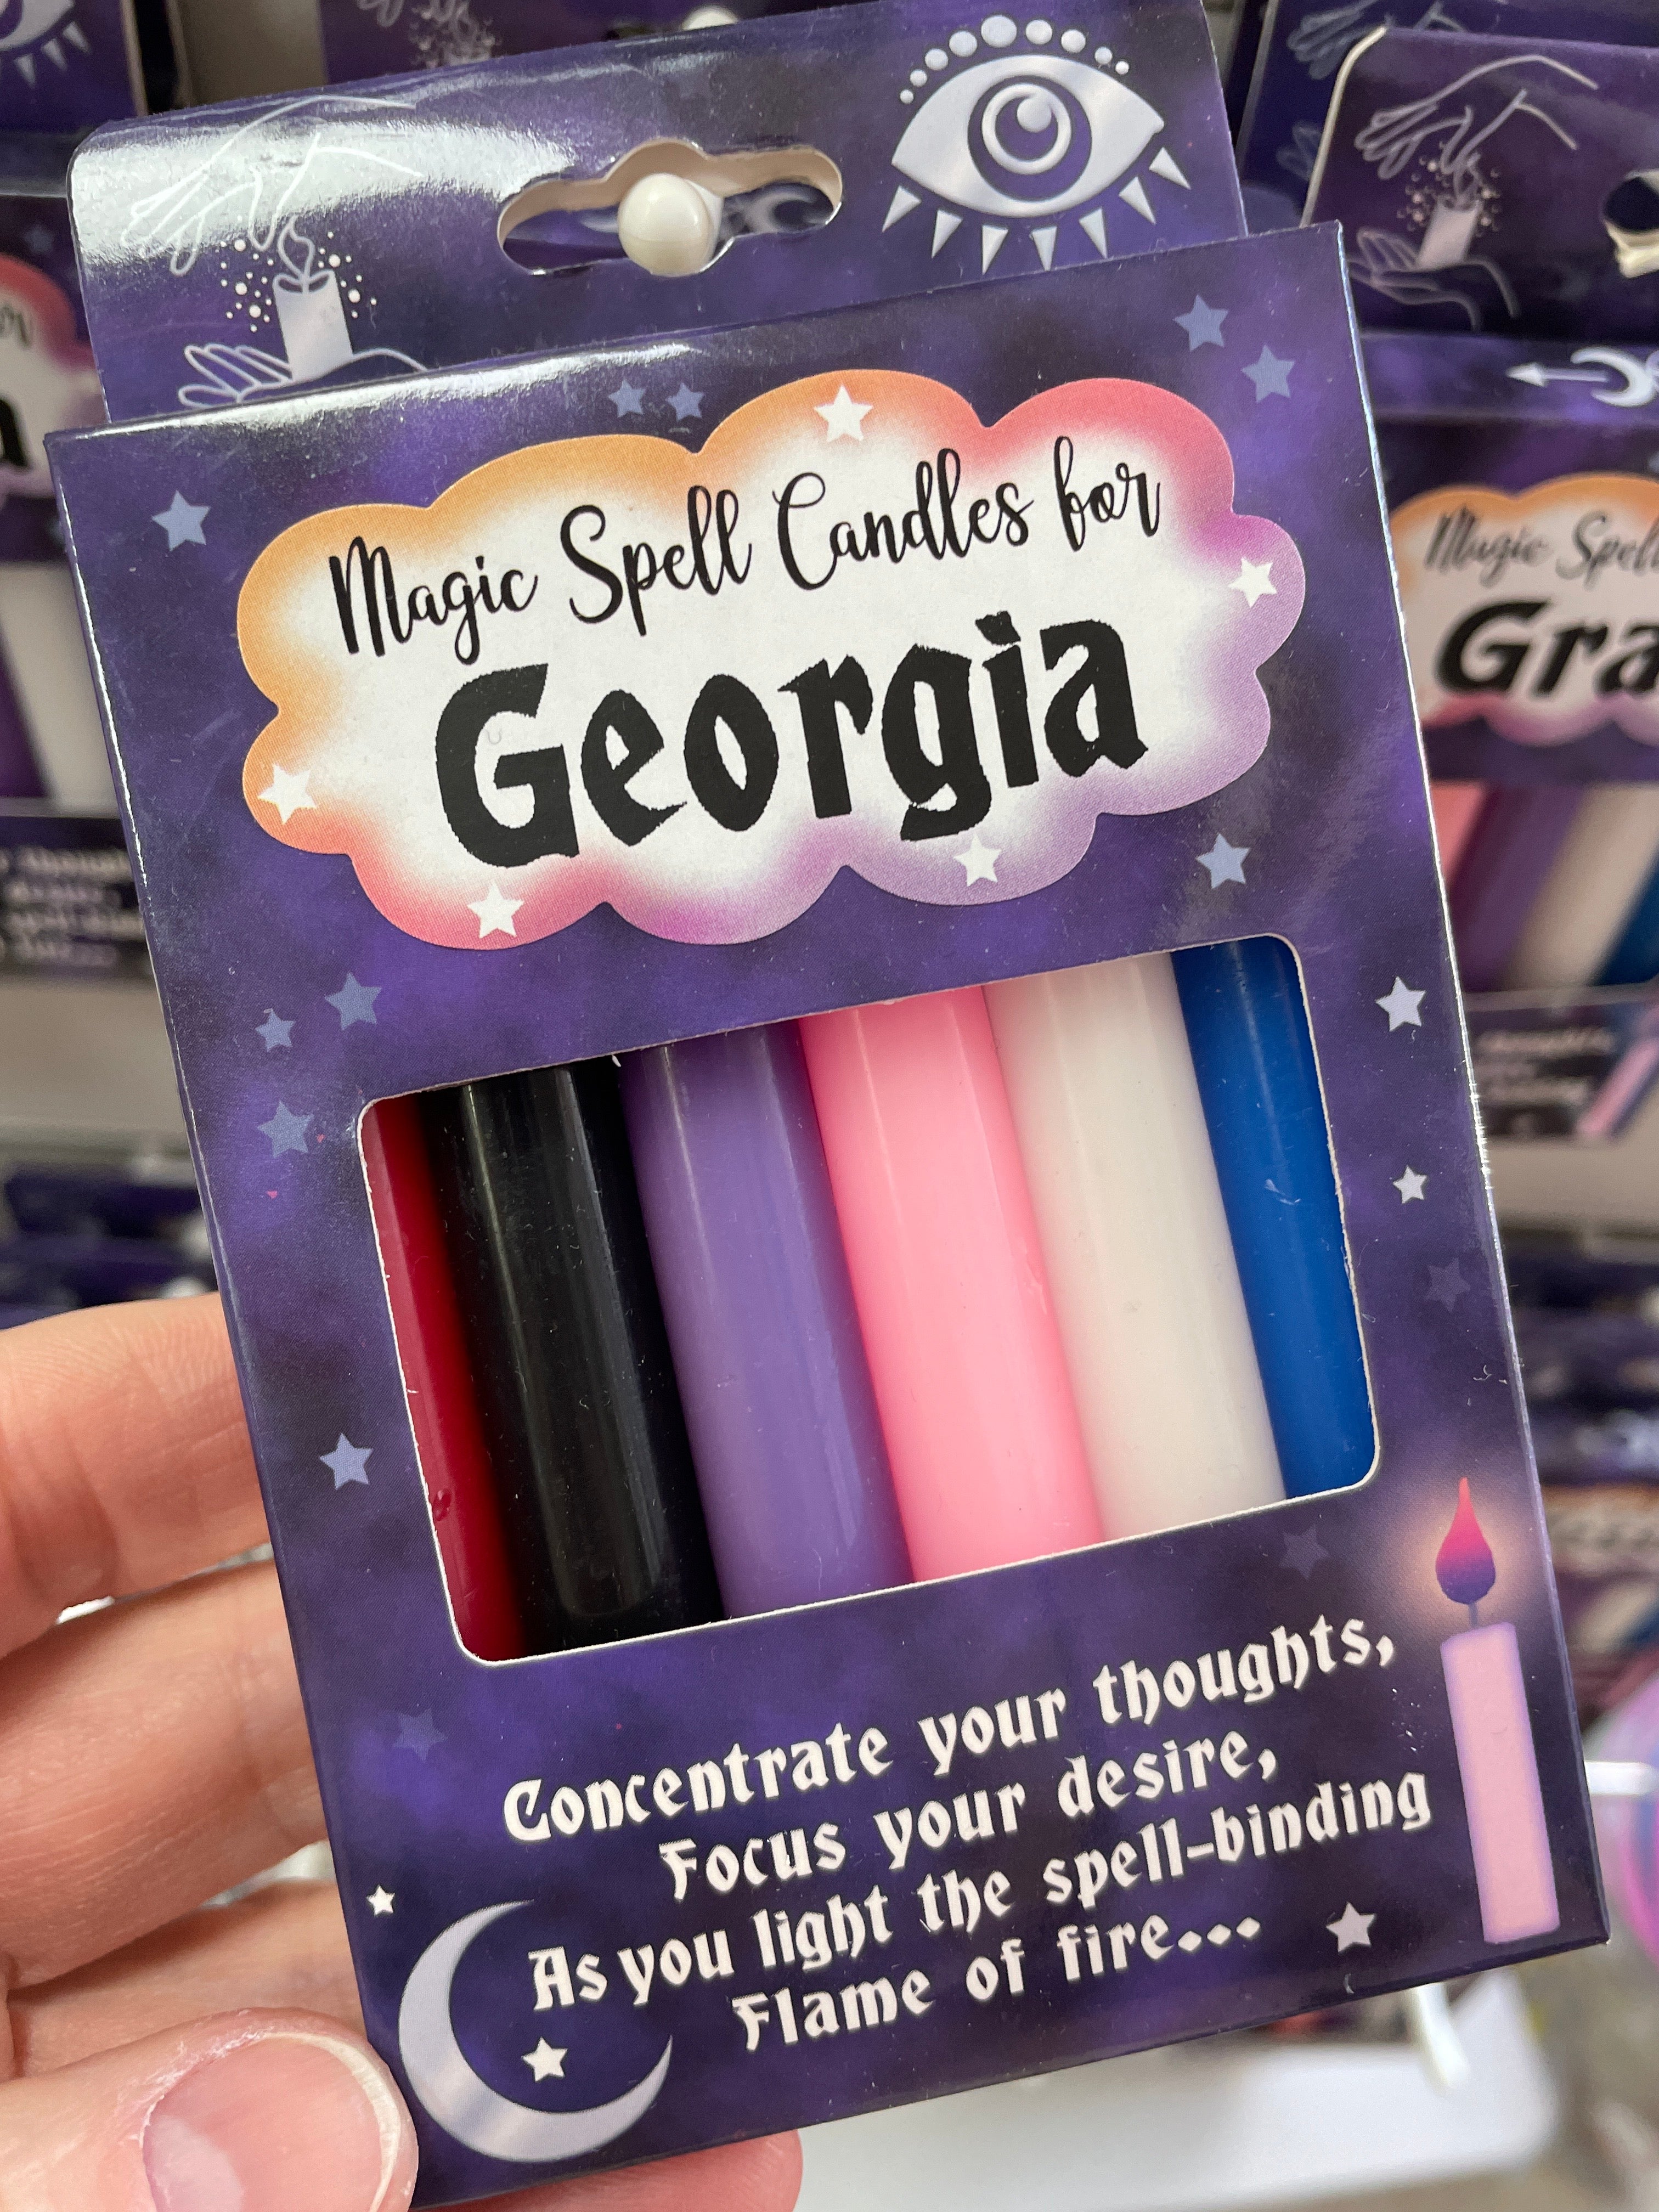 Magic Spell Candles for
Georgia
Concentrate your thoughts,
Focus your desire,
As you light the spell-binding
Flame of fire...
Magic Spell
Gra